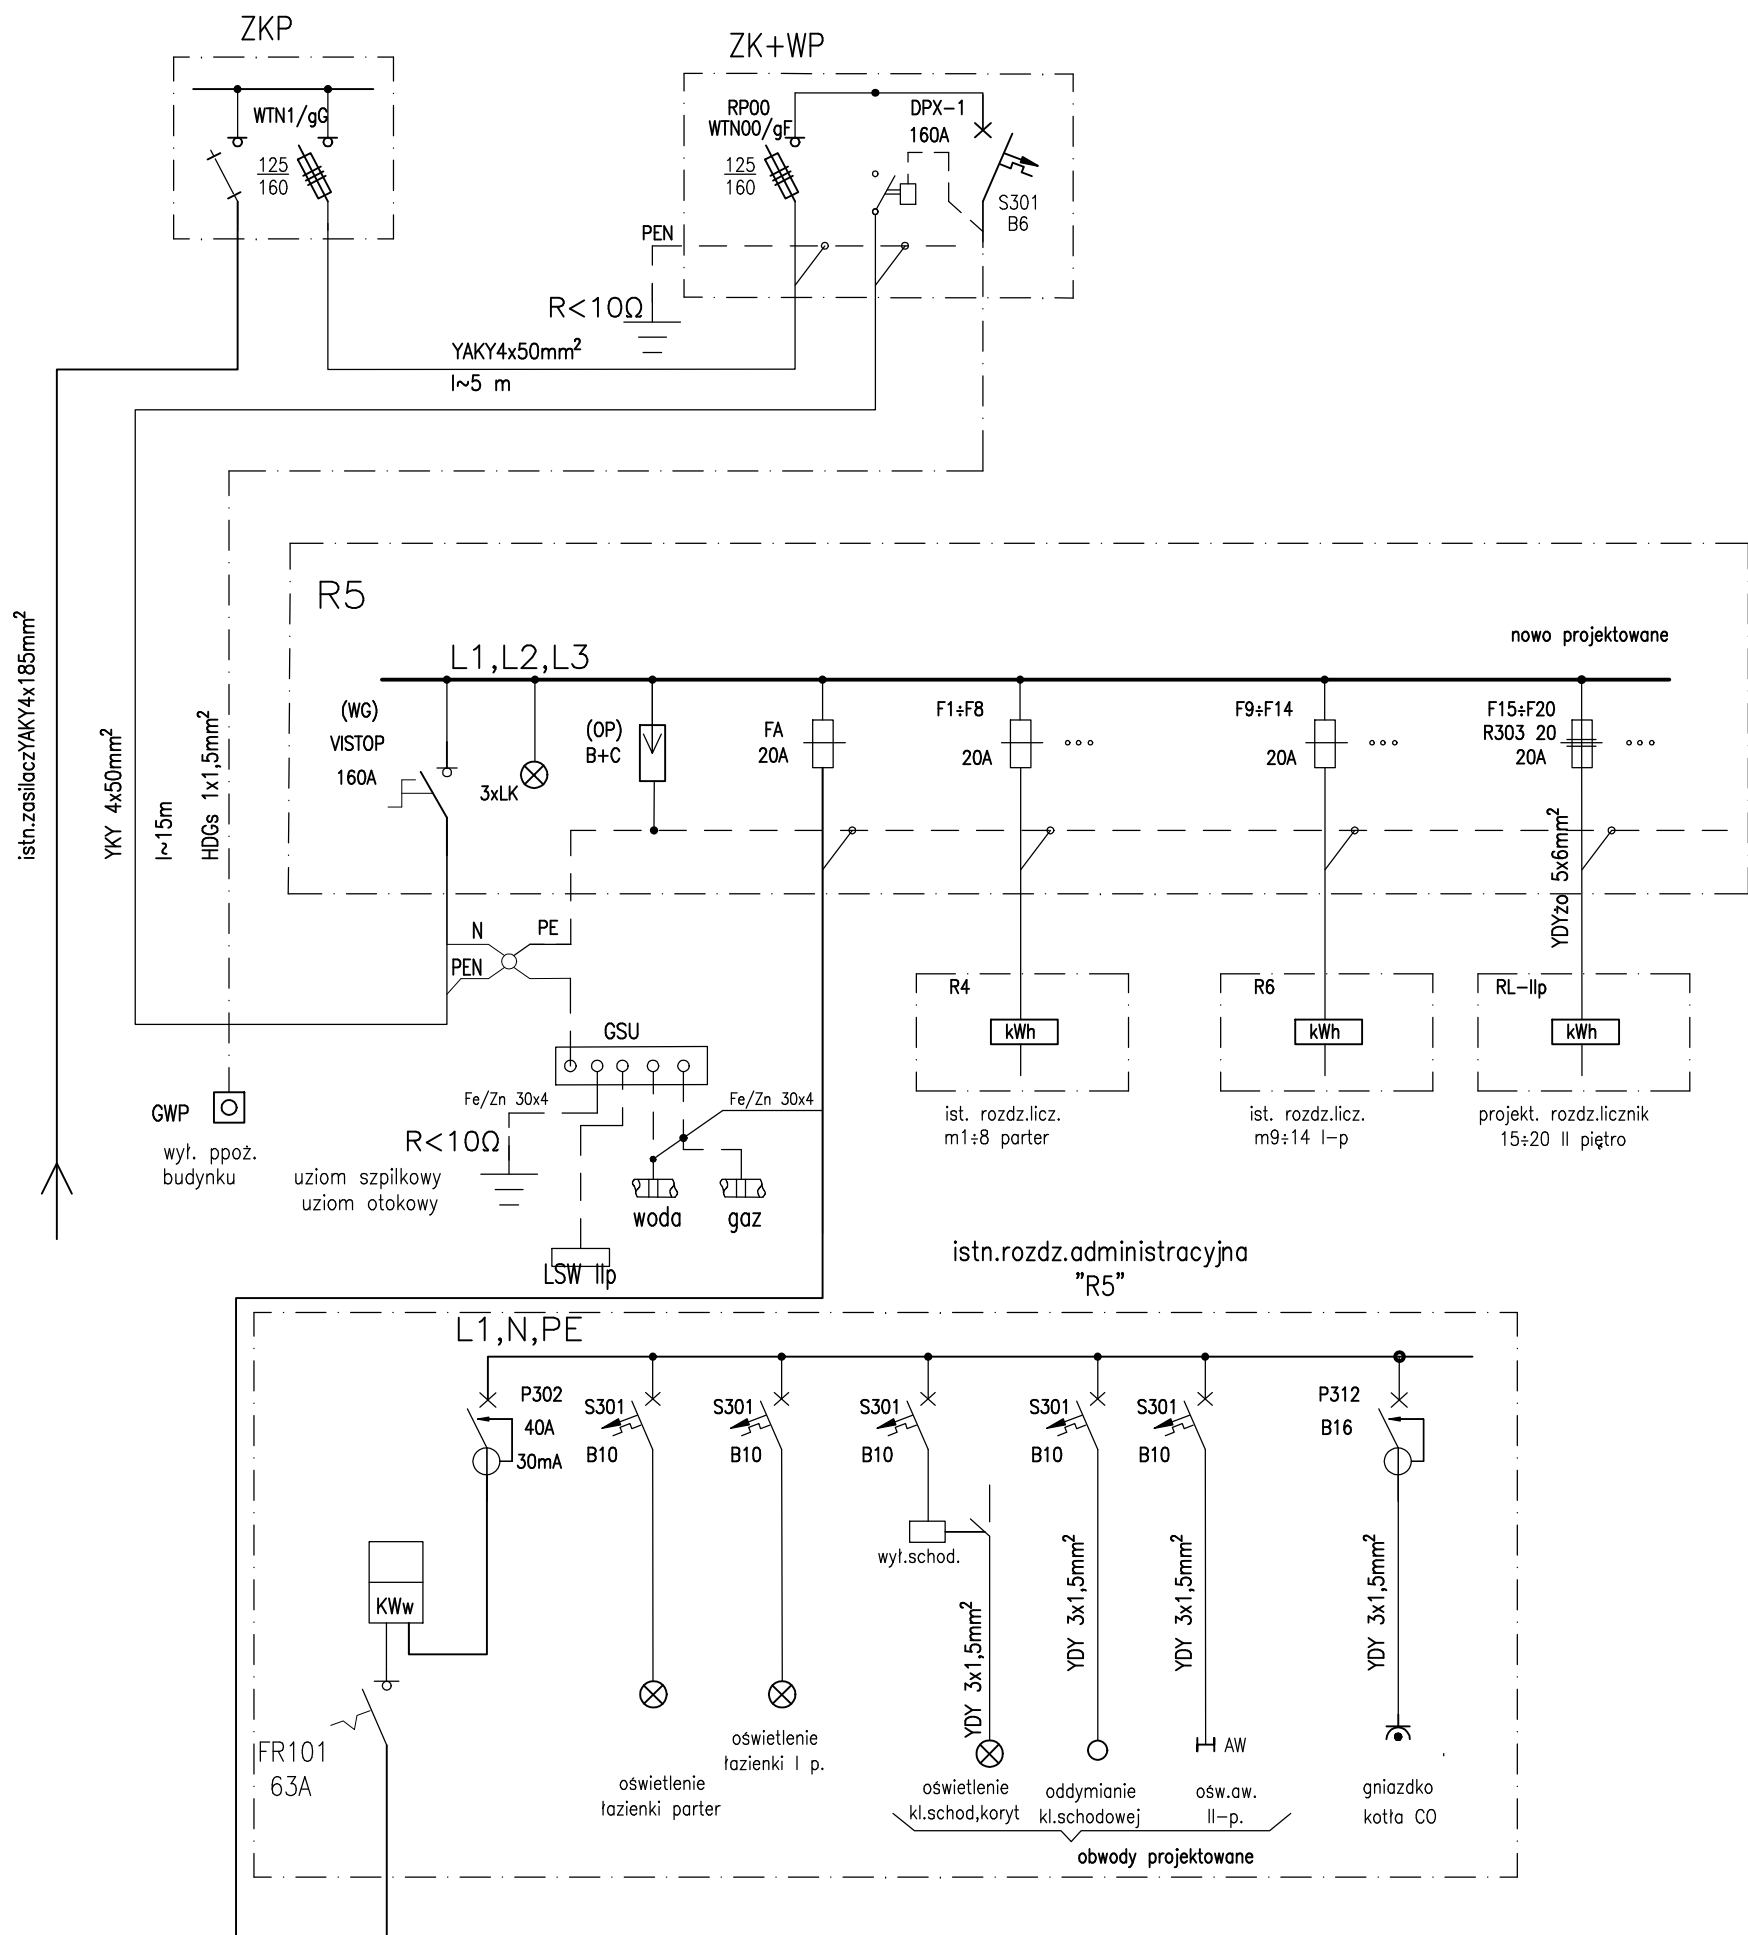 ZKP
WTN1/gG
125
160
ZK+WP
RP00
WTN00/gF
125
160
DPX-1
160A
S301
B6
PEN
R<10Ω
YAKY4x50mm²
l~5 m
istn.zasilaczYAKY4x185mm²
YKY 4x50mm²
l~15m
HDGs 1x1,5mm²
R5
nowo projektowane
L1,L2,L3
(WG)
VISTOP
160A
3xLK
(OP)
B+C
FA
20A
F1÷F8
20A
F9÷F14
20A
F15÷F20
R303 20
20A
YDYżo 5x6mm²
N
PE
PEN
GSU
R4
kWh
R6
kWh
RL-IIp
kWh
Fe/Zn 30x4
Fe/Zn 30x4
GWP
wył. ppoż.
budynku
R<10Ω
uziom szpilkowy
uziom otokowy
woda
gaz
LSW IIp
ist. rozdz.licz.
m1÷8 parter
ist. rozdz.licz.
m9÷14 I-p
projekt. rozdz.licznik
15÷20 II piętro
istn.rozdz.administracyjna
"R5"
L1,N,PE
P302
40A
30mA
S301
B10
S301
B10
S301
B10
S301
B10
S301
B10
P312
B16
wył.schod.
KWw
YDY 3x1,5mm²
YDY 3x1,5mm²
YDY 3x1,5mm²
YDY 3x1,5mm²
FR101
63A
AW
oświetlenie
łazienki parter
oświetlenie
łazienki I p.
oświetlenie
kl.schod,koryt
oddymianie
kl.schodowej
ośw.aw.
II-p.
gniazdko
kotła CO
obwody projektowane